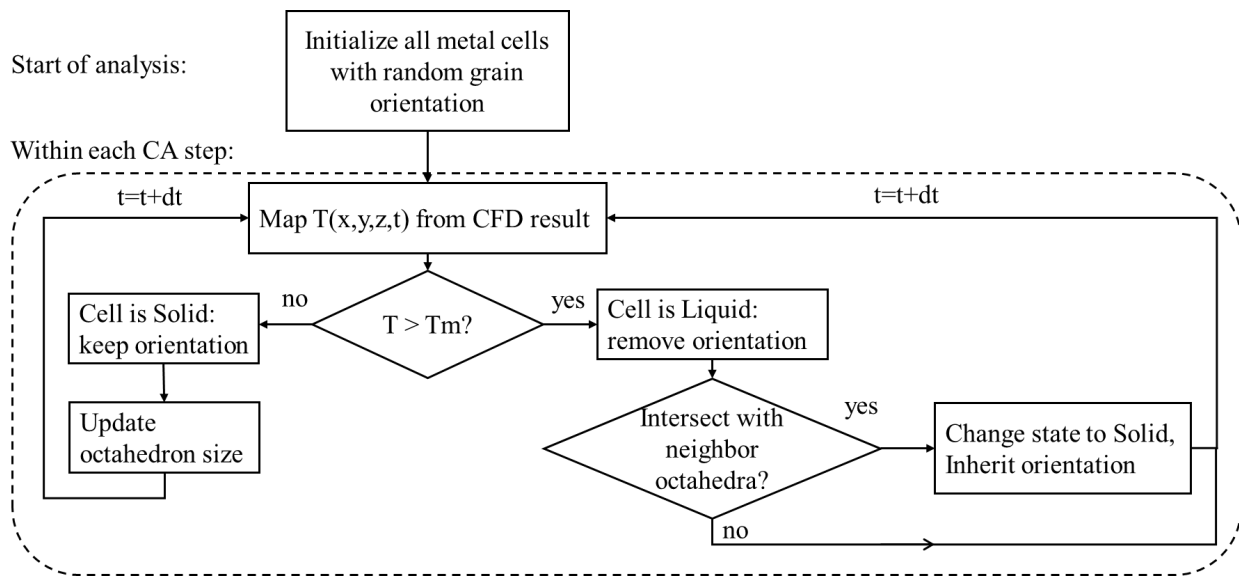 Initialize all metal cells
with random grain
orientation
Start of analysis:
Within each CA step:
t=t+dt
t=t+dt
Map T(x,y,z,t) from CFD result
no
yes
Cell is Solid:
keep orientation
T > Tm?
Cell is Liquid:
remove orientation
Update
octahedron size
Intersect with
neighbor
octahedra?
yes
Change state to Solid,
Inherit orientation
no